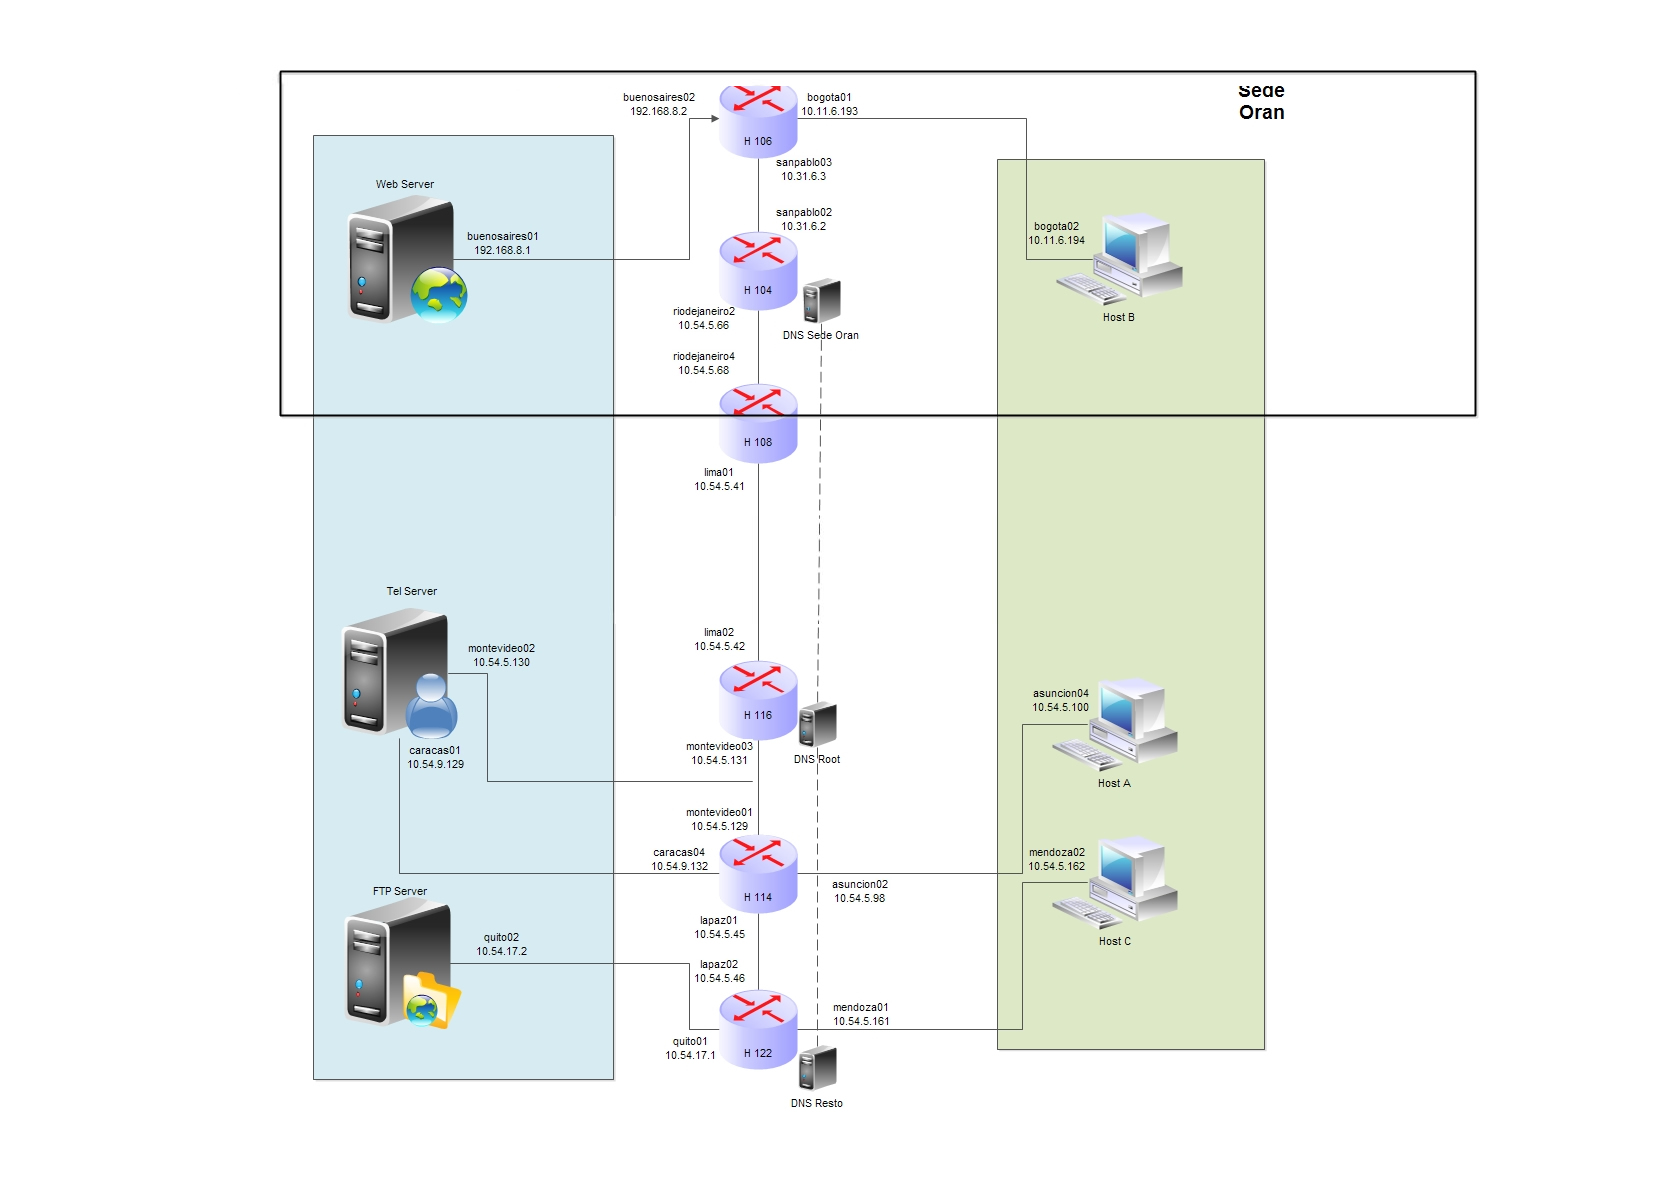 Sede
Oran
buenosaires02
192.168.8.2
bogota01
10.11.6.193
H 106
sanpablo03
10.31.6.3
Web Server
sanpablo02
10.31.6.2
buenosaires01
192.168.8.1
bogota02
10.11.6.194
H 104
riodejaneiro2
10.54.5.66
DNS Sede Oran
Host B
riodejaneiro4
10.54.5.68
H 108
lima01
10.54.5.41
Tel Server
lima02
10.54.5.42
montevideo02
10.54.5.130
asuncion04
10.54.5.100
H 116
montevideo03
10.54.5.131
DNS Root
caracas01
10.54.9.129
Host A
montevideo01
10.54.5.129
caracas04
10.54.9.132
mendoza02
10.54.5.162
FTP Server
H 114
asuncion02
10.54.5.98
lapaz01
10.54.5.45
quito02
10.54.17.2
Host C
lapaz02
10.54.5.46
mendoza01
10.54.5.161
quito01
10.54.17.1
H 122
DNS Resto